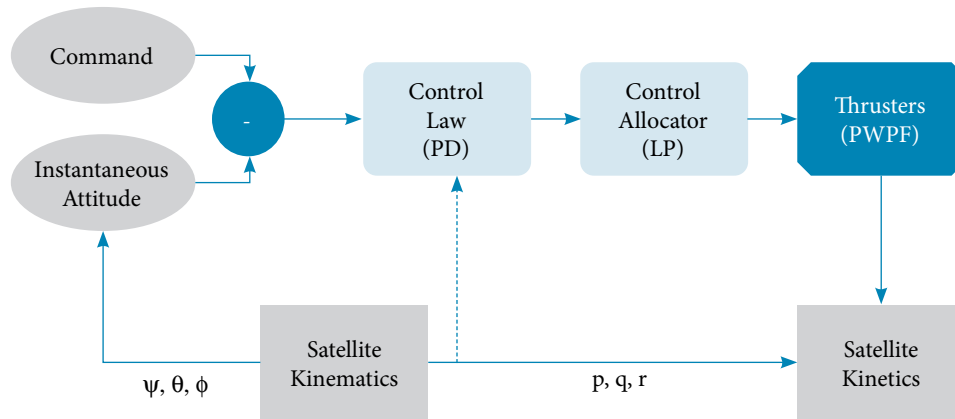 Command
Instantaneous
Attitude
-
Control
Law
(PD)
Control
Allocator
(LP)
Thrusters
(PWPF)
Satellite
Kinematics
Satellite
Kinetics
ψ, θ, ϕ
p, q, r